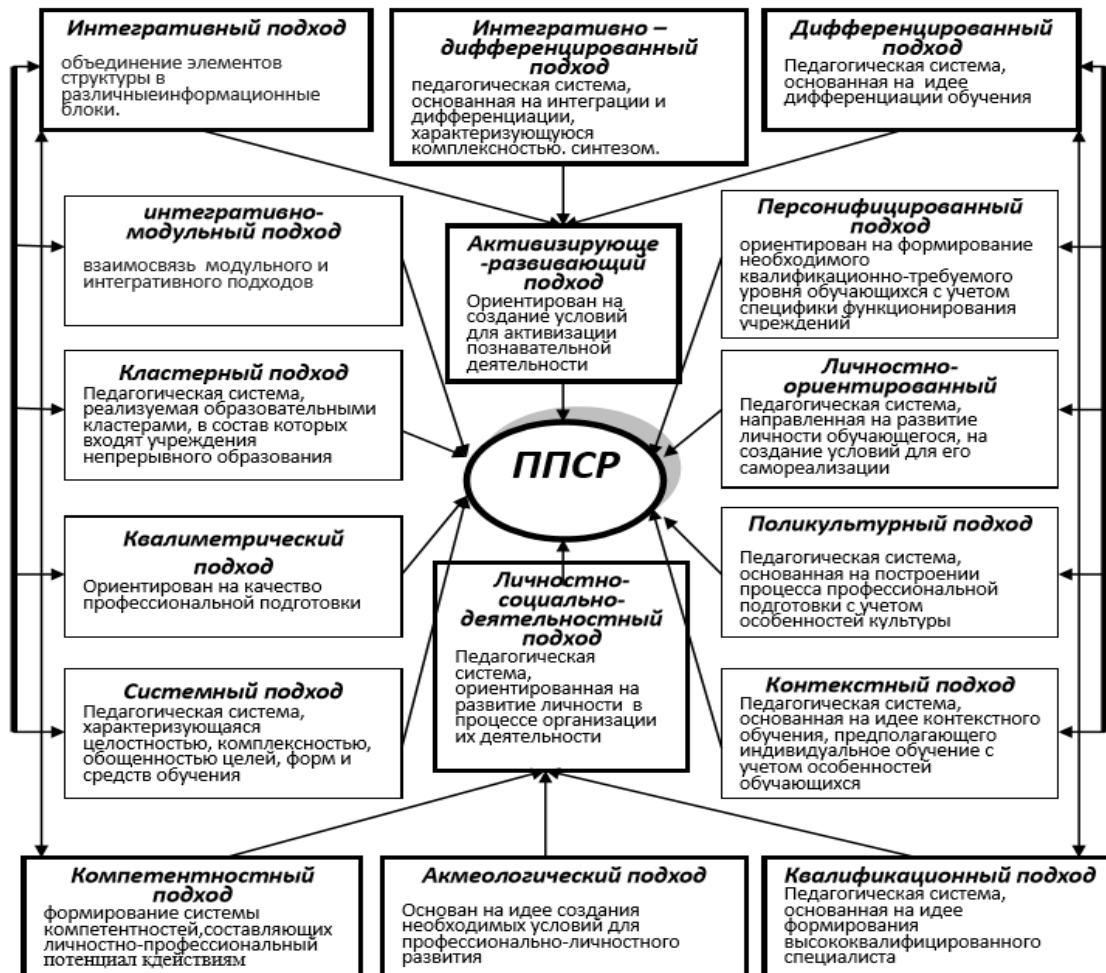 Интегративный подход
объединение элементов
структуры в
различныеинформационные
блоки.
Интегративно –
дифференцированный
подход
педагогическая система,
основанная на интеграции и
дифференциации,
характеризующуюся
комплексностью. синтезом.
Дифференцированный
подход
Педагогическая система,
основанная на идее
дифференциации обучения
интегративно-
модульный подход
взаимосвязь модульного и
интегративного подходов
Активизирующе
-развивающий
подход
Ориентирован на
создание условий
для активизации
познавательной
деятельности
Персонифицированный
подход
ориентирован на формирование
необходимого
квалификационно-требуемого
уровня обучающихся с учетом
специфики функционирования
учреждений
Кластерный подход
Педагогическая система,
реализуемая образовательными
кластерами, в состав которых
входят учреждения
непрерывного образования
ППСР
Личностно-
ориентированный
Педагогическая система,
направленная на развитие
личности обучающегося, на
создание условий для его
самореализации
Квалиметрический
подход
Ориентирован на качество
профессиональной подготовки
Личностно-
социально-
деятельностный
подход
Педагогическая
система,
ориентированная на
развитие личности в
процессе организации
их деятельности
Поликультурный подход
Педагогическая система,
основанная на построении
процесса профессиональной
подготовки с учетом
особенностей культуры
Системный подход
Педагогическая система,
характеризующаяся
целостностью, комплексностью,
обощенностью целей, форм и
средств обучения
Контекстный подход
Педагогическая система,
основанная на идее контекстного
обучения, предполагающего
индивидуальное обучение с
учетом особенностей
обучающихся
Компетентностный
подход
формирование системы
компетентностей,составляющих
личностно-профессиональный
потенциал кдействиям
Акмеологический подход
Основан на идее создания
необходимых условий для
профессионально-личностного
развития
Квалификационный подход
Педагогическая система,
основанная на идее
формирования
высококвалифицированного
специалиста